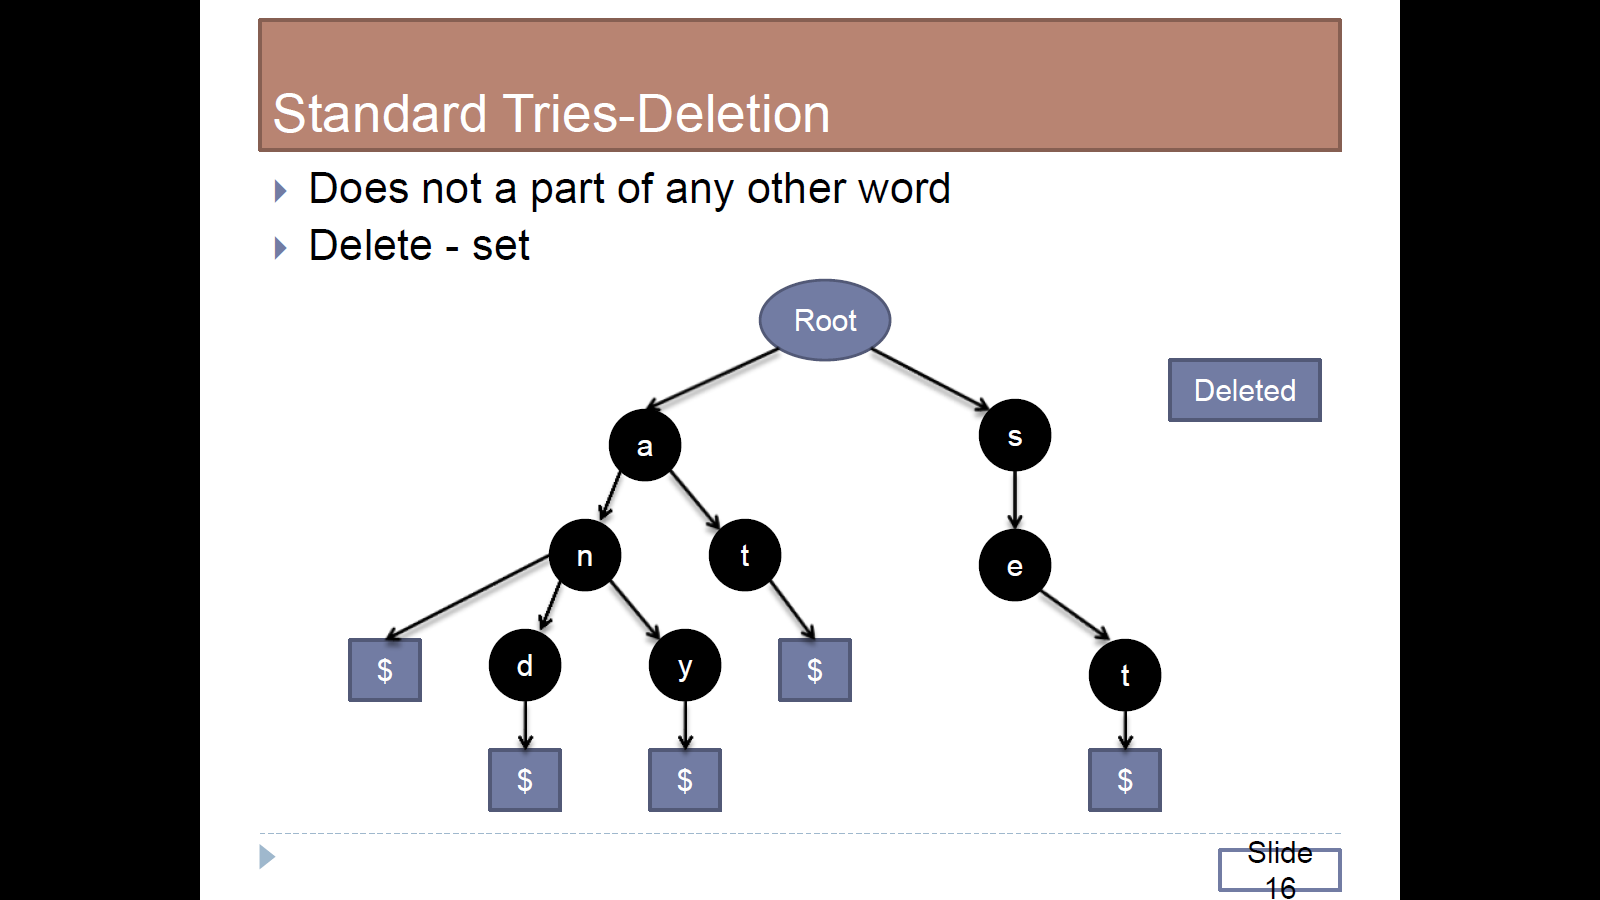 Standard Tries-Deletion
Does not a part of any other word
Delete - set
Root
Deleted
a
s
n
t
e
$
d
y
$
t
$
$
$
Slide
16